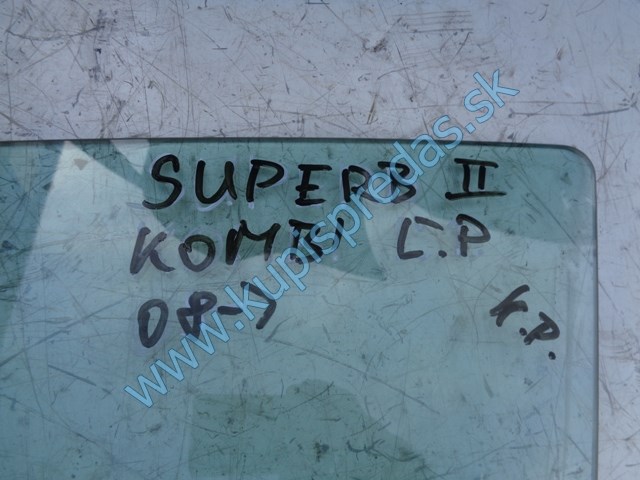 SUPERB II
KOMBI Ľ.P
08->
Ľ.P.
www.kupispredas.sk